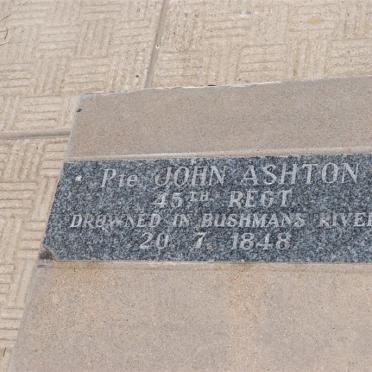 Pte JOHN ASHTON
45TH REGT
DROWNED IN BUSHMANS RIVER
20 7 1848